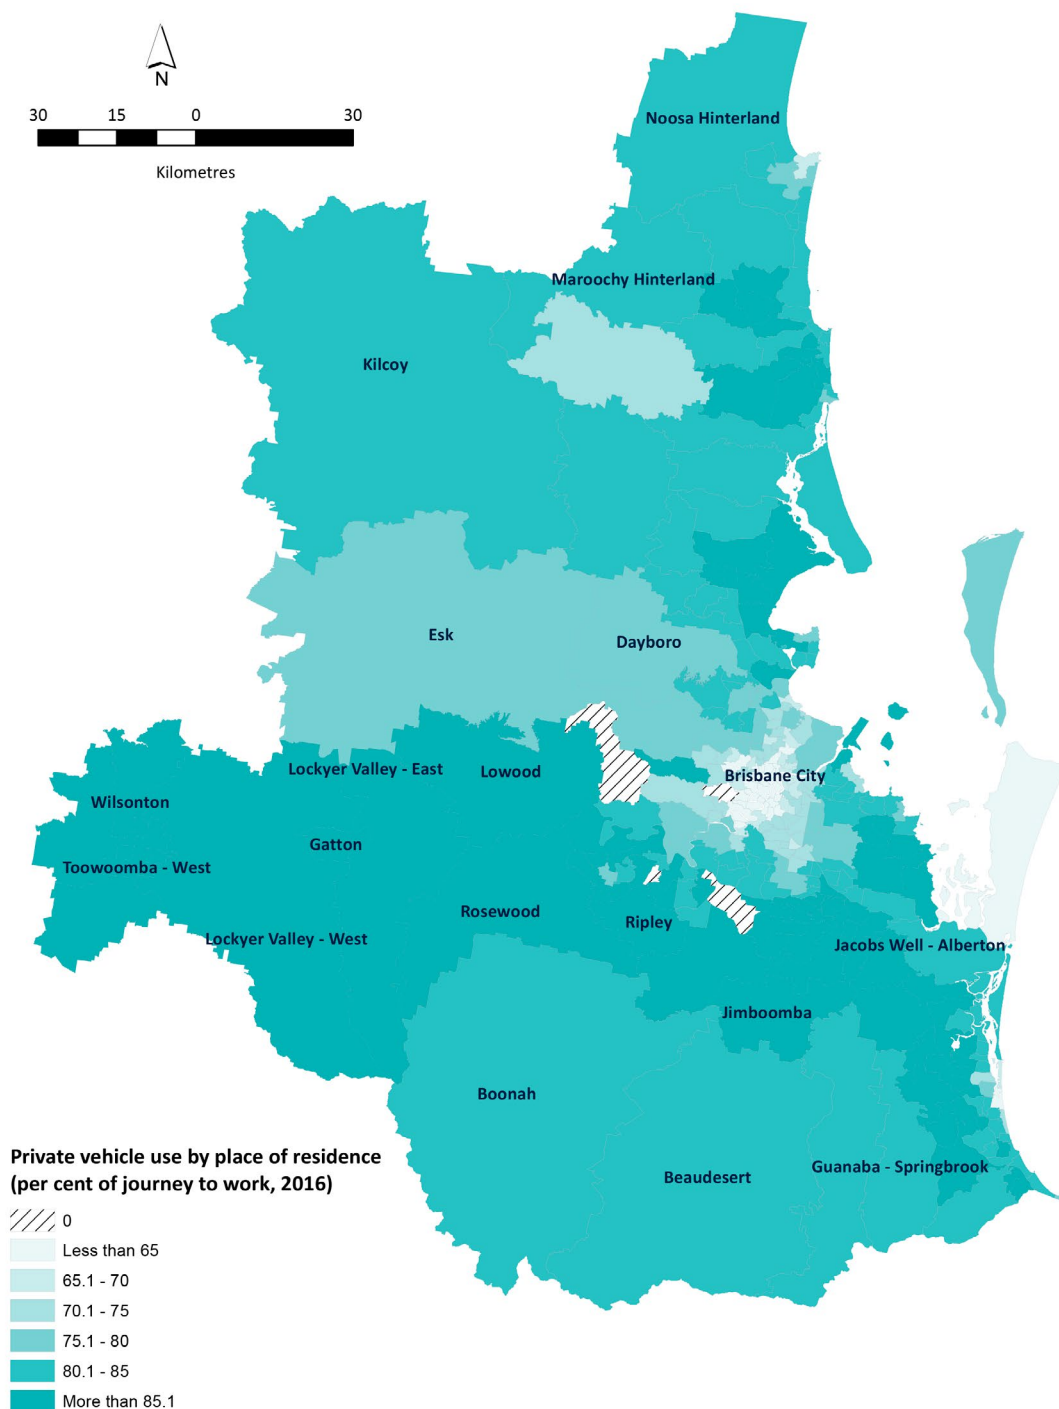 N
30 15 0 30
Kilometres
Noosa Hinterland
Maroochy Hinterland
Kilcoy
Esk
Dayboro
Lockyer Valley - East
Lowood
Brisbane City
Wilsonton
Gatton
Toowoomba - West
Rosewood
Ripley
Lockyer Valley - West
Jacobs Well - Alberton
Jimboomba
Boonah
Guanaba - Springbrook
Beaudesert
Private vehicle use by place of residence
(per cent of journey to work, 2016)
0
Less than 65
65.1 - 70
70.1 - 75
75.1 - 80
80.1 - 85
More than 85.1